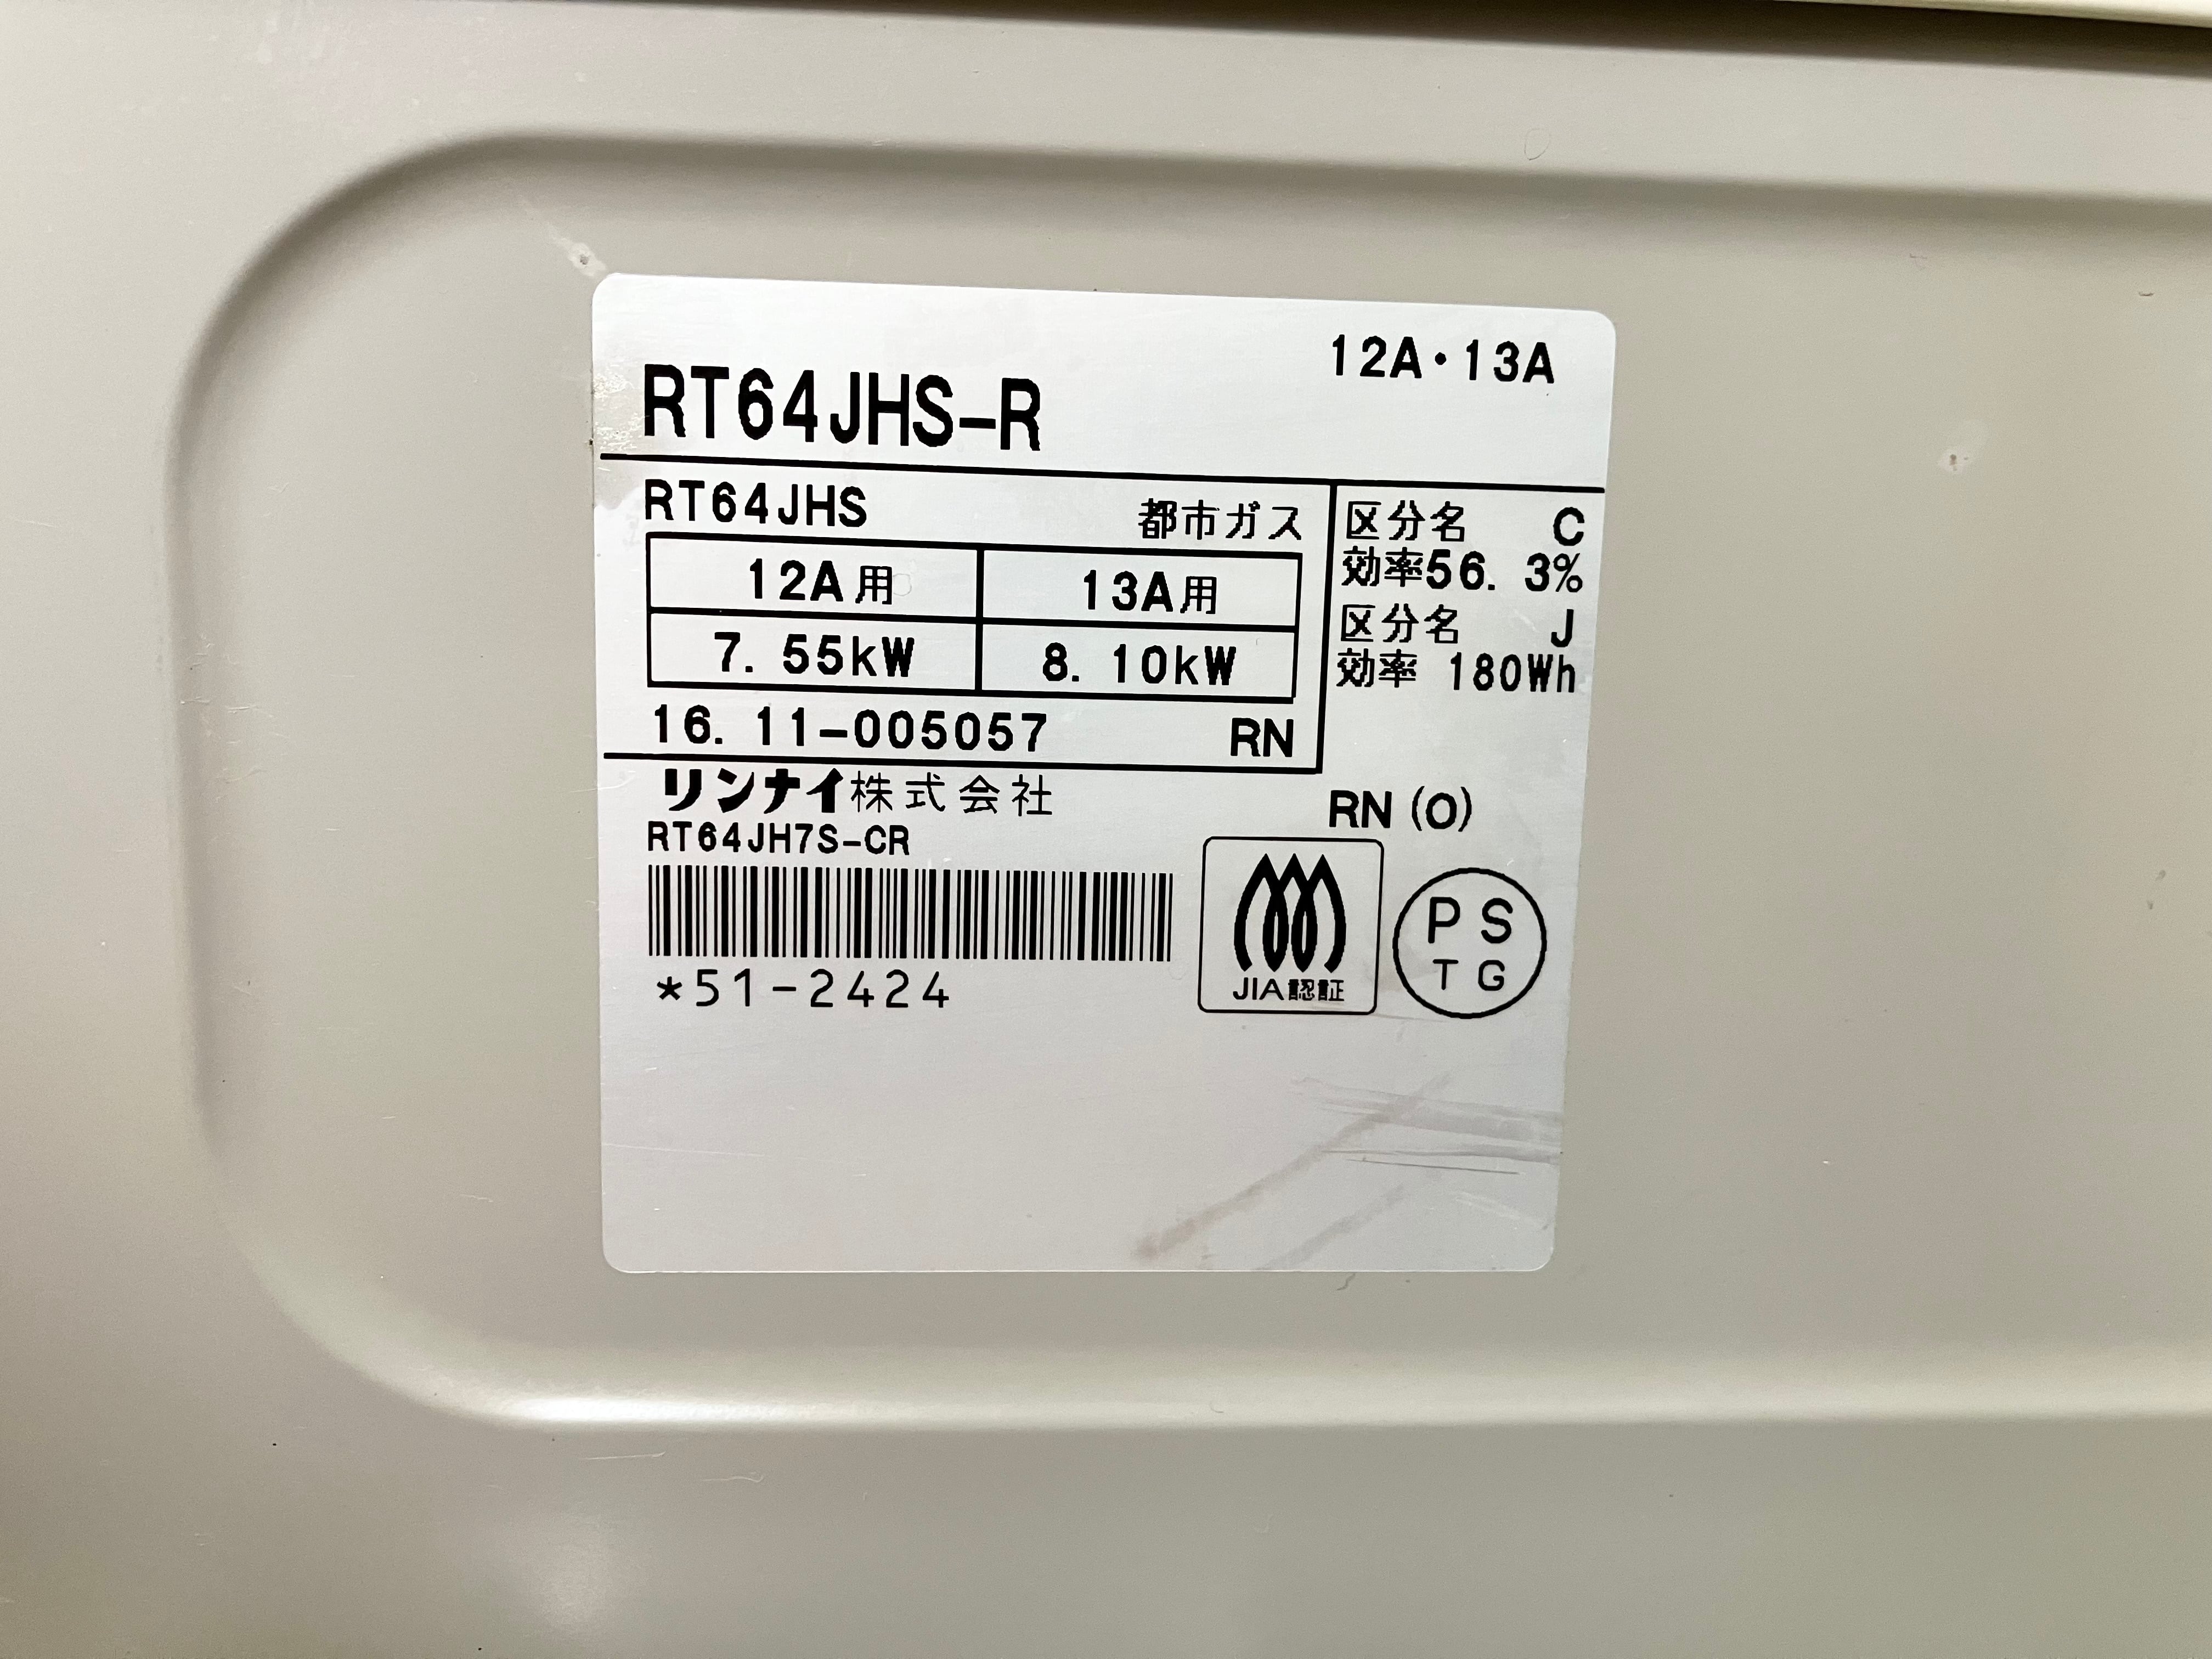 12A・13A
RT64JHS-R
RT64JHS 都市ガス
12A用 13A用
7.55kW 8.10kW
16.11-005057 RN
区分名 C
効率56.3%
区分名 J
効率 180Wh
リンナイ株式会社
RN(O)
RT64JH7S-CR
*51-2424
JIA認証
PS
TG